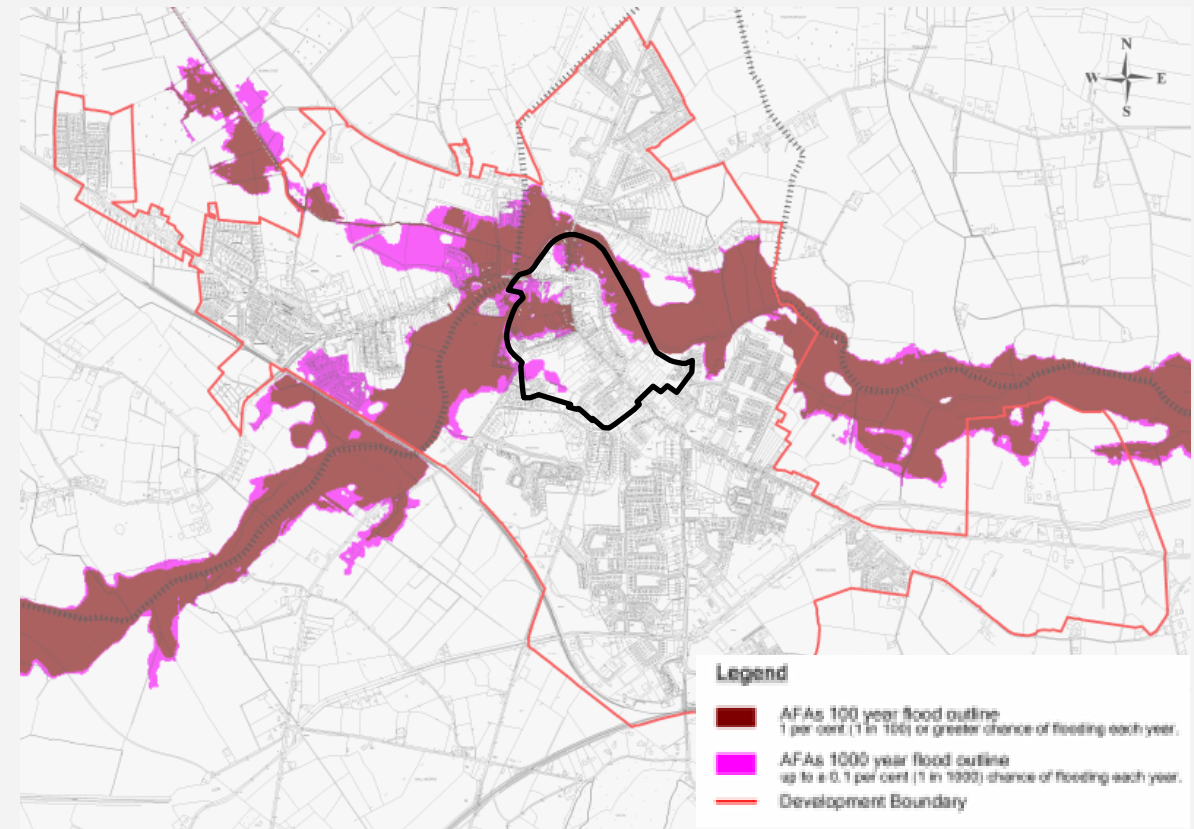 N
W E
S
Legend
AFAs 100 year flood outline
1 per cent (1 in 100) or greater chance of flooding each year.
AFAs 1000 year flood outline
up to a 0.1 per cent (1 in 1000) chance of flooding each year.
Development Boundary